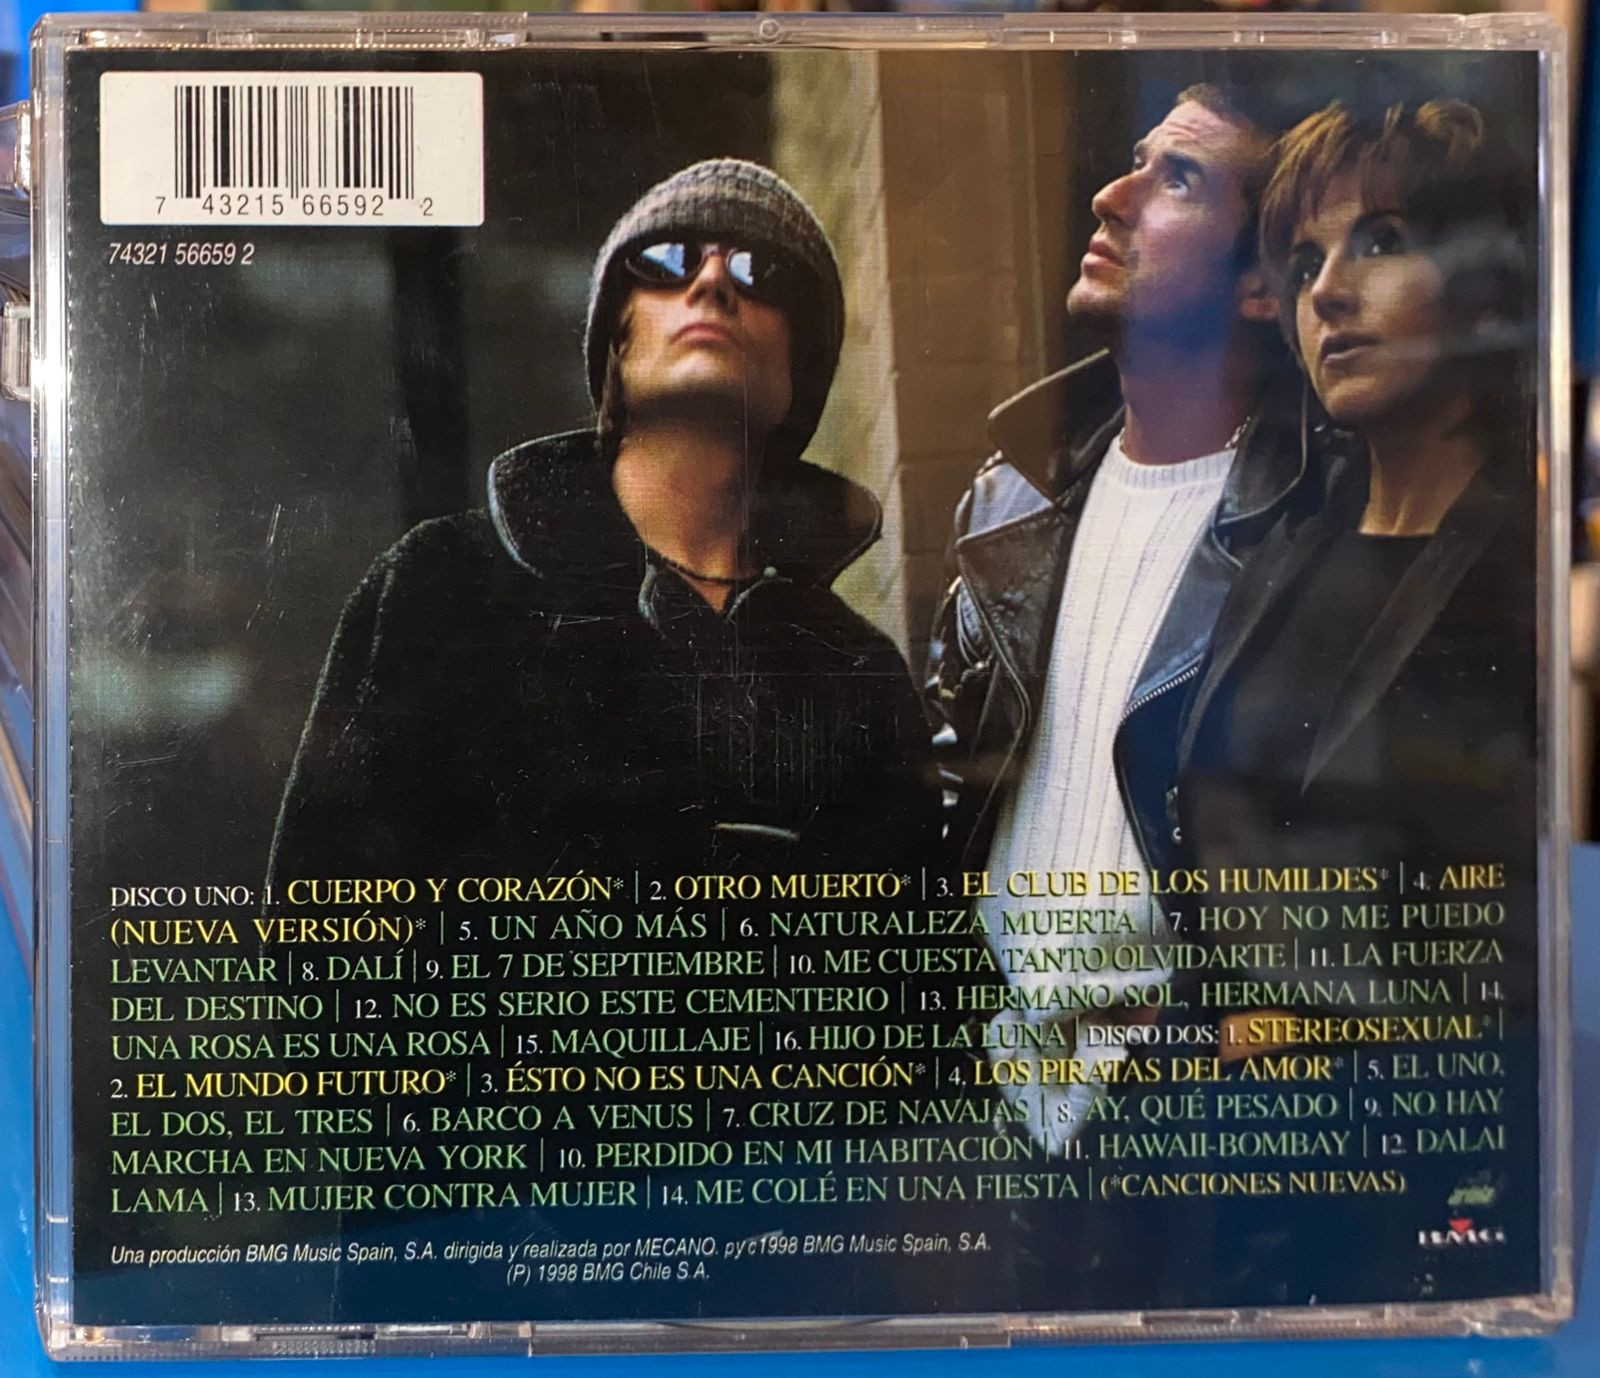 7 43215 66592 2
74321 56659 2
DISCO UNO: 1. CUERPO Y CORAZÓN* | 2. OTRO MUERTO* | 3. EL CLUB DE LOS HUMILDES* | 4. AIRE
(NUEVA VERSIÓN)* | 5. UN AÑO MÁS | 6. NATURALEZA MUERTA | 7. HOY NO ME PUEDO
LEVANTAR | 8. DALÍ | 9. EL 7 DE SEPTIEMBRE | 10. ME CUESTA TANTO OLVIDARTE | 11. LA FUERZA
DEL DESTINO | 12. NO ES SERIO ESTE CEMENTERIO | 13. HERMANO SOL, HERMANA LUNA | 14.
UNA ROSA ES UNA ROSA | 15. MAQUILLAJE | 16. HIJO DE LA LUNA | DISCO DOS: 1. STEREOSEXUAL* |
2. EL MUNDO FUTURO* | 3. ÉSTO NO ES UNA CANCIÓN* | 4. LOS PIRATAS DEL AMOR* | 5. EL UNO,
EL DOS, EL TRES | 6. BARCO A VENUS | 7. CRUZ DE NAVAJAS | 8. AY, QUÉ PESADO | 9. NO HAY
MARCHA EN NUEVA YORK | 10. PERDIDO EN MI HABITACIÓN | 11. HAWAII-BOMBAY | 12. DALAI
LAMA | 13. MUJER CONTRA MUJER | 14. ME COLÉ EN UNA FIESTA | (*CANCIONES NUEVAS)
ariola
BMG
Una producción BMG Music Spain, S.A. dirigida y realizada por MECANO. p y c 1998 BMG Music Spain, S.A.
(P) 1998 BMG Chile S.A.